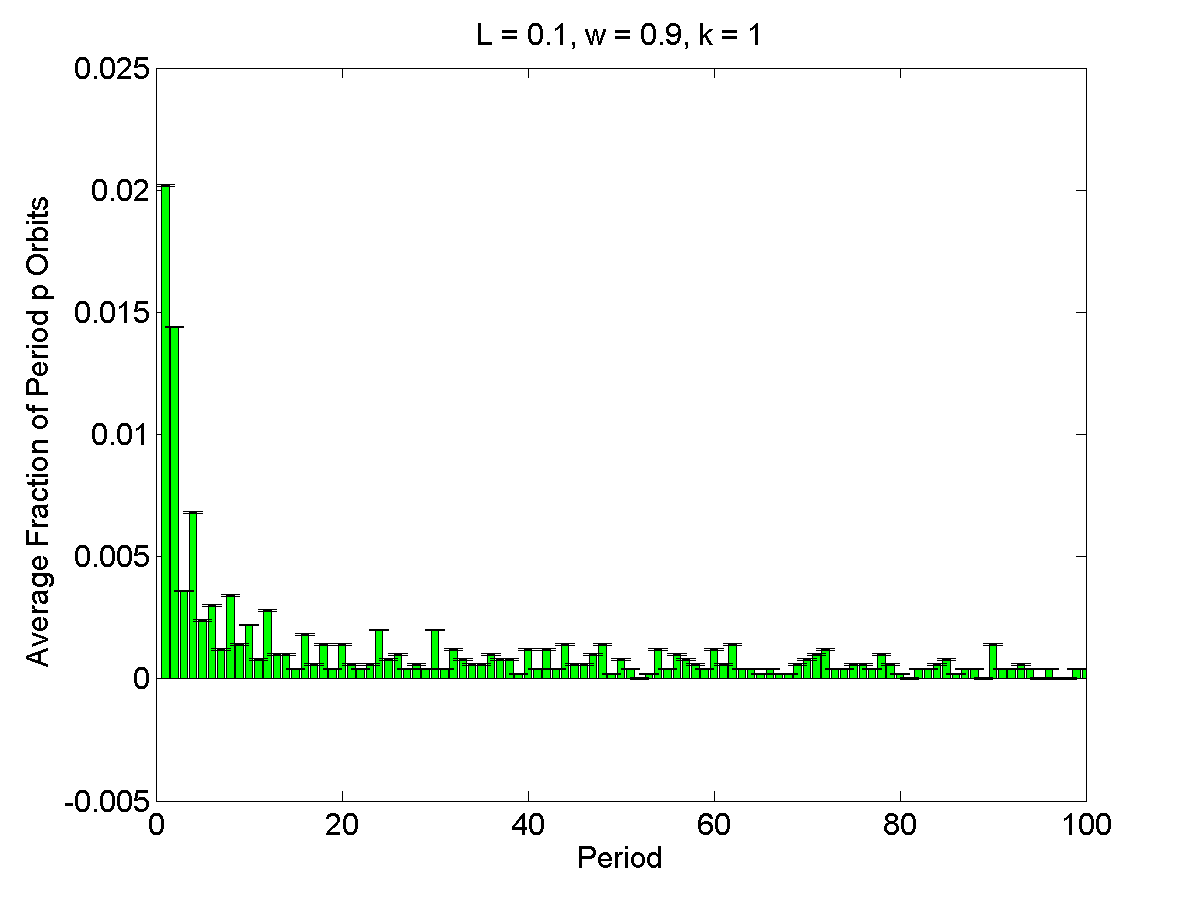 L = 0.1, w = 0.9, k = 1
0.025
0.02
0.015
0.01
0.005
0
-0.005
Average Fraction of Period p Orbits
0 20 40 60 80 100
Period